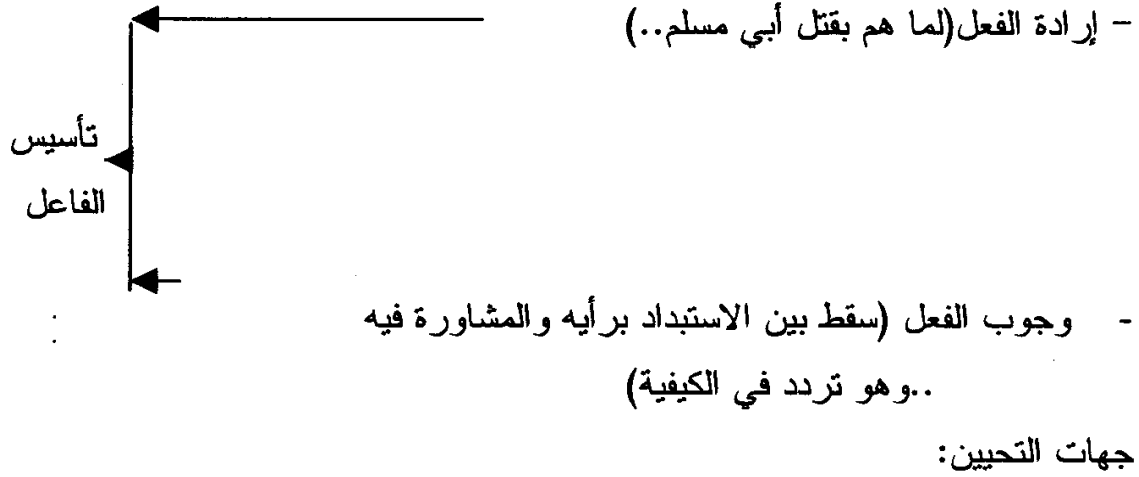 – إرادة الفعل(لما هم بقتل أبي مسلم..)
تأسيس
الفاعل
- وجوب الفعل (سقط بين الاستبداد برأيه والمشاورة فيه
..وهو تردد في الكيفية)
جهات التحيين: